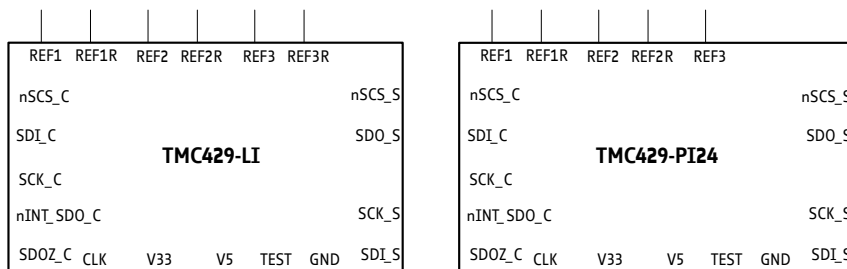 REF1 REF1R REF2 REF2R REF3 REF3R
nSCS_C nSCS_S
SDI_C SDO_S
TMC429-LI
SCK_C
nINT_SDO_C SCK_S
SDOZ_C CLK V33 V5 TEST GND SDI_S
REF1 REF1R REF2 REF2R REF3
nSCS_C nSCS_S
SDI_C SDO_S
TMC429-PI24
SCK_C
nINT_SDO_C SCK_S
SDOZ_C CLK V33 V5 TEST GND SDI_S